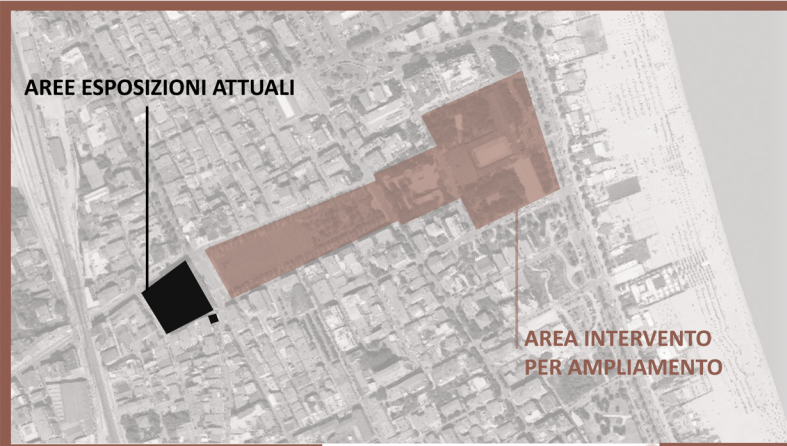 AREE ESPOSIZIONI ATTUALI
AREA INTERVENTO
PER AMPLIAMENTO